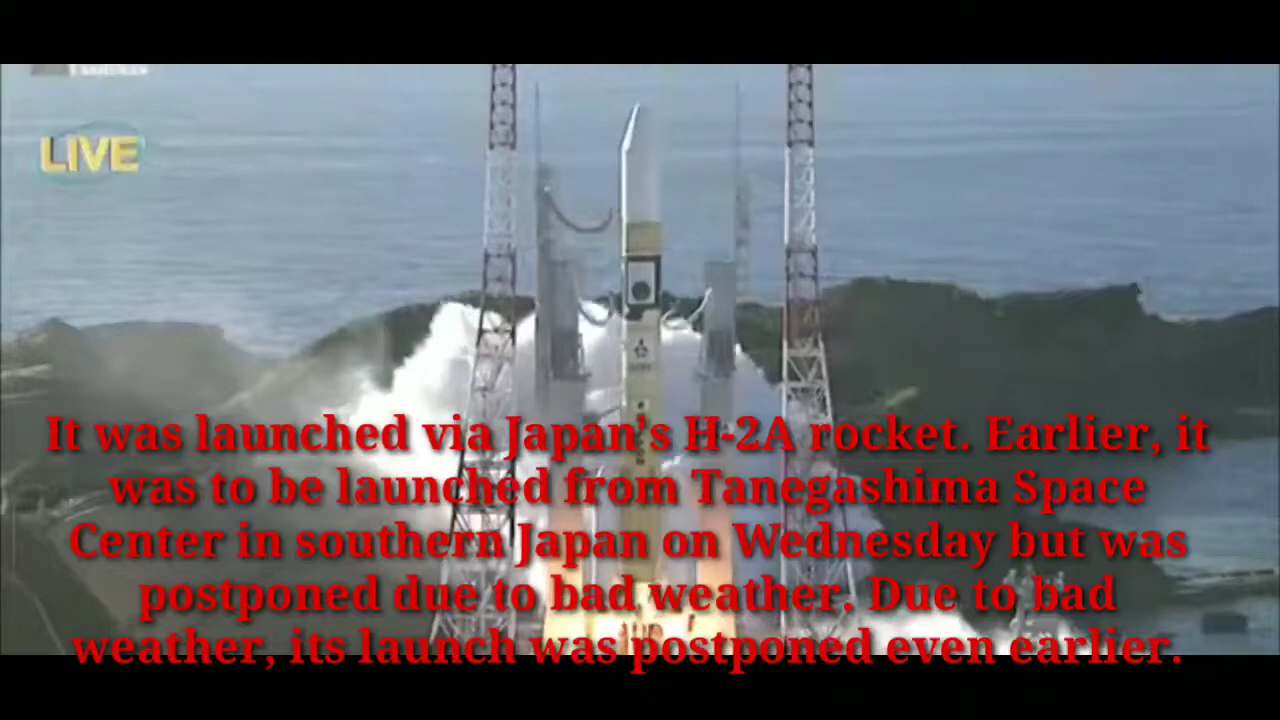 LIVE
It was launched via Japan's H-2A rocket. Earlier, it
was to be launched from Tanegashima Space
Center in southern Japan on Wednesday but was
postponed due to bad weather. Due to bad
weather, its launch was postponed even earlier.